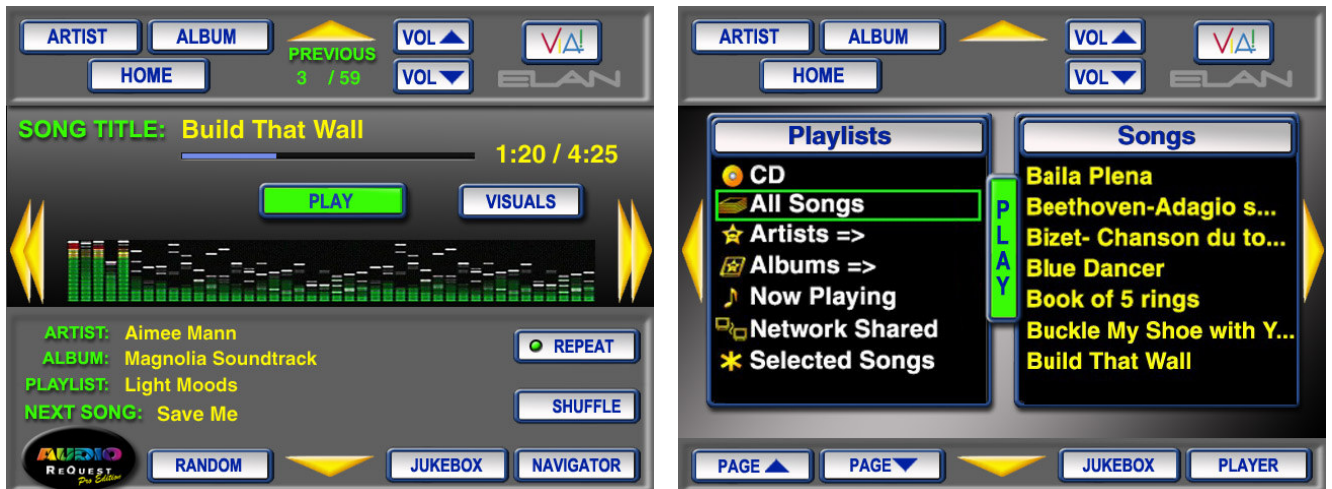 ARTIST ALBUM
HOME
PREVIOUS
3 / 59
VOL
VOL
VIA!
ELAN
SONG TITLE: Build That Wall
1:20 / 4:25
PLAY VISUALS
ARTIST: Aimee Mann
ALBUM: Magnolia Soundtrack
PLAYLIST: Light Moods
NEXT SONG: Save Me
REPEAT
SHUFFLE
AUDIO
REQUEST
Pro Edition
RANDOM JUKEBOX NAVIGATOR
ARTIST ALBUM
HOME
VOL
VOL
VIA!
ELAN
Playlists
CD
All Songs
Artists =>
Albums =>
Now Playing
Network Shared
Selected Songs
PLAY
Songs
Baila Plena
Beethoven-Adagio s...
Bizet- Chanson du to...
Blue Dancer
Book of 5 rings
Buckle My Shoe with Y...
Build That Wall
PAGE PAGE JUKEBOX PLAYER